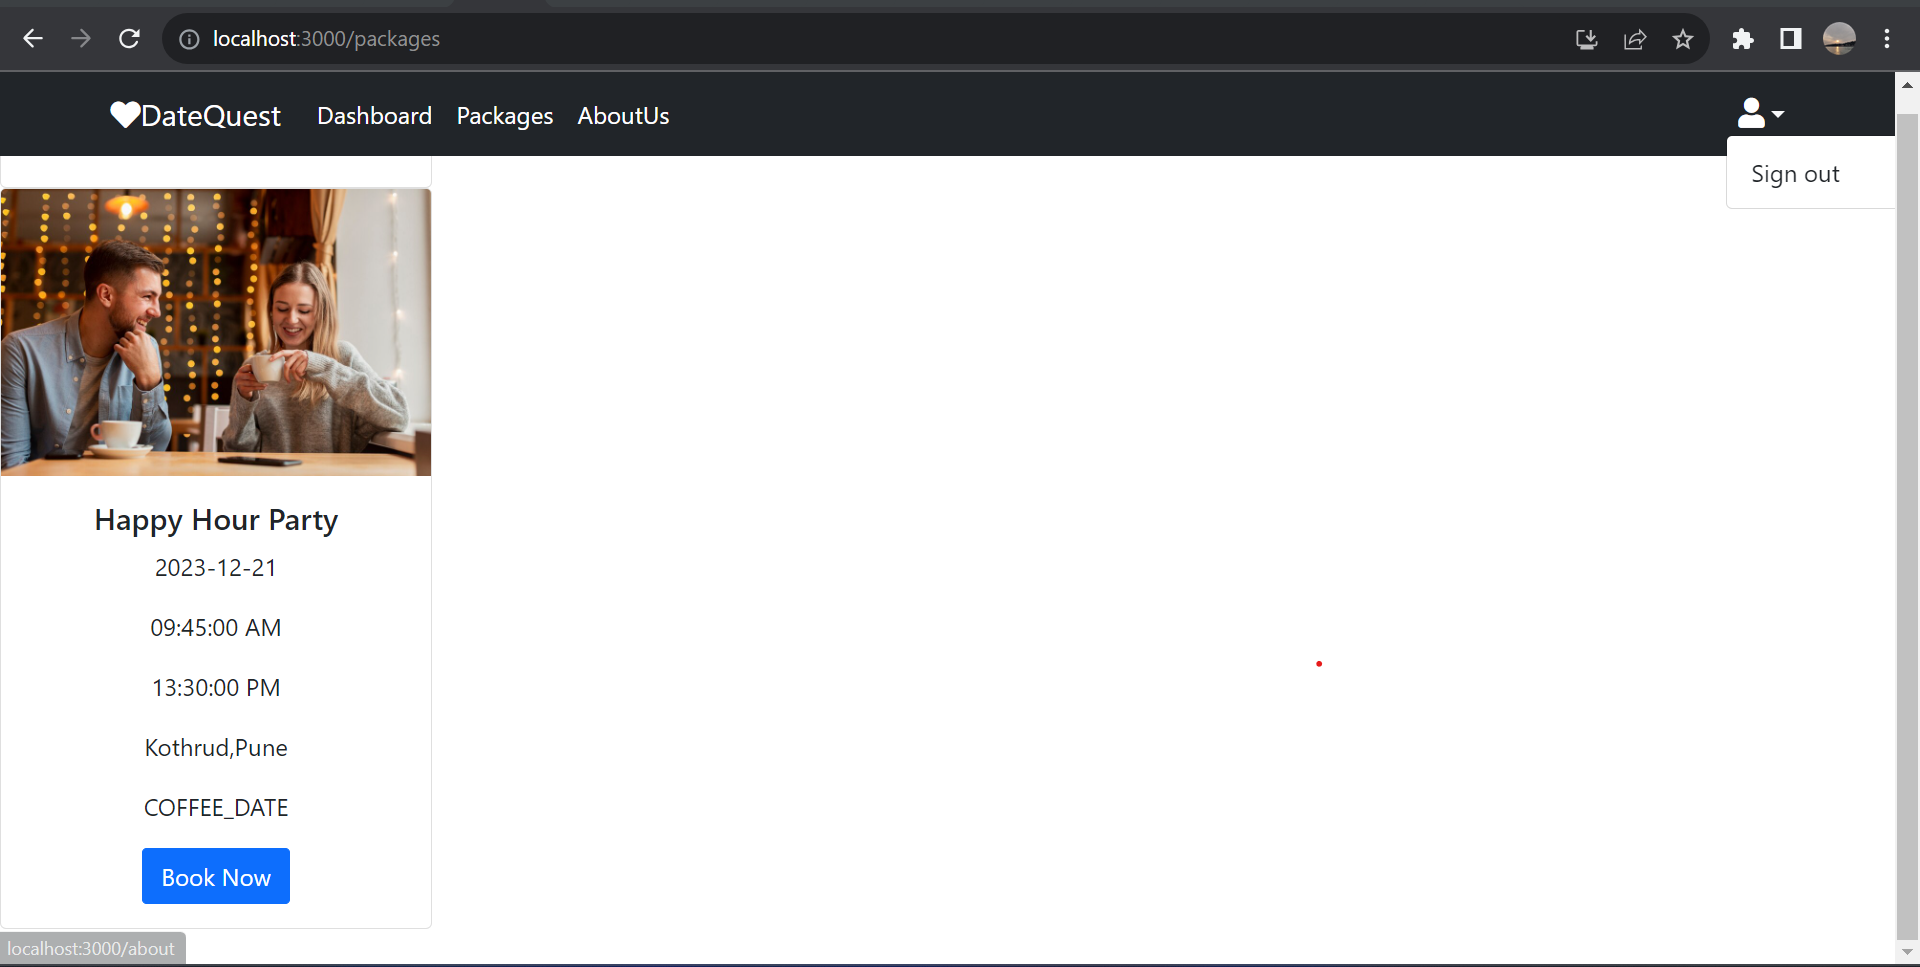 localhost:3000/packages
DateQuest Dashboard Packages AboutUs
Sign out
Happy Hour Party
2023-12-21
09:45:00 AM
13:30:00 PM
Kothrud,Pune
COFFEE_DATE
Book Now
localhost:3000/about